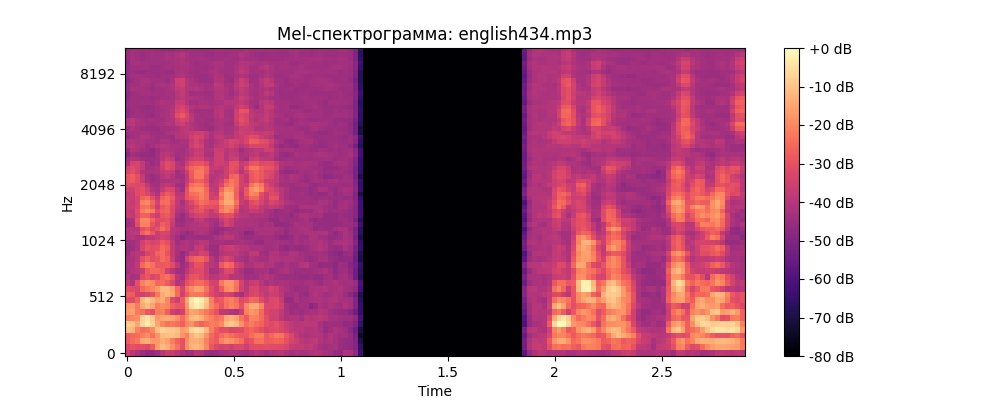 Mel-спектрограмма: english434.mp3
Hz
8192
4096
2048
1024
512
0
0
0.5
1
1.5
2
2.5
Time
+0 dB
-10 dB
-20 dB
-30 dB
-40 dB
-50 dB
-60 dB
-70 dB
-80 dB